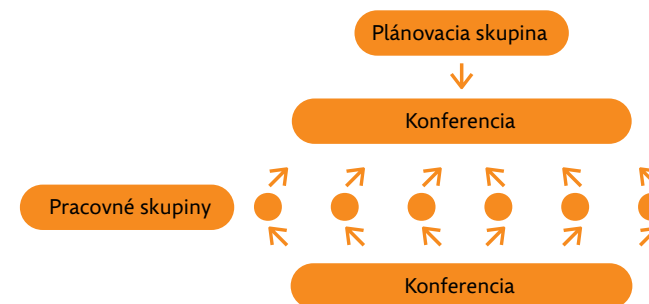 Plánovacia skupina
Konferencia
Pracovné skupiny
Konferencia